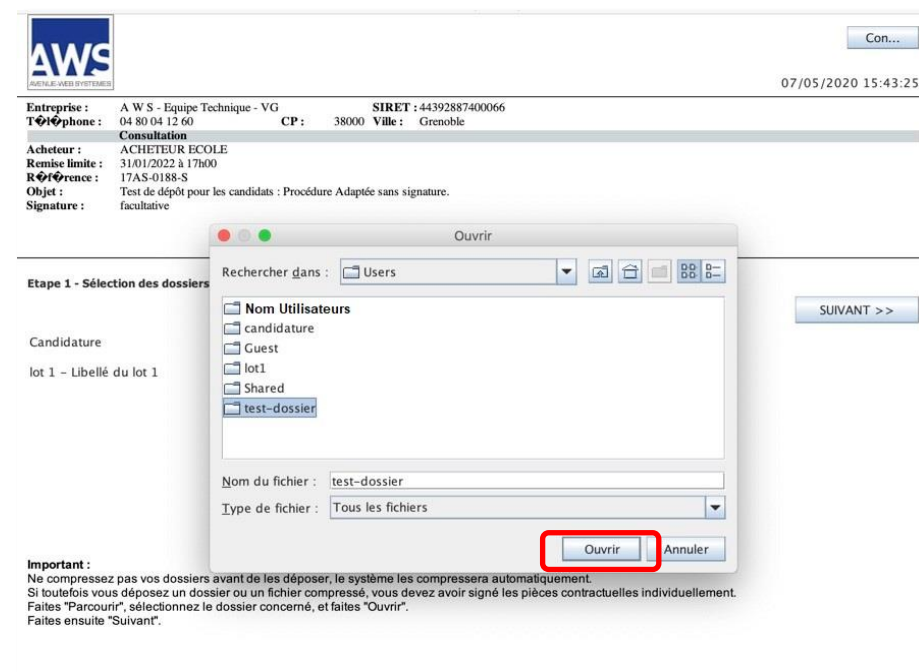 AWS
AVENUE-WEB SYSTEMES
Con...
07/05/2020 15:43:25
Entreprise : A W S - Equipe Technique - VG SIRET : 44392887400066
T�l�phone : 04 80 04 12 60 CP : 38000 Ville : Grenoble
Consultation
Acheteur : ACHETEUR ECOLE
Remise limite : 31/01/2022 à 17h00
R�f�rence : 17AS-0188-S
Objet : Test de dépôt pour les candidats : Procédure Adaptée sans signature.
Signature : facultative
Ouvrir
Rechercher dans : Users
Etape 1 - Sélection des dossiers
Nom Utilisateurs
candidature
Guest
lot1
Shared
test-dossier
SUIVANT >>
Candidature
lot 1 – Libellé du lot 1
Nom du fichier : test-dossier
Type de fichier : Tous les fichiers
Ouvrir Annuler
Important :
Ne compressez pas vos dossiers avant de les déposer, le système les compressera automatiquement.
Si toutefois vous déposez un dossier ou un fichier compressé, vous devez avoir signé les pièces contractuelles individuellement.
Faites "Parcourir", sélectionnez le dossier concerné, et faites "Ouvrir".
Faites ensuite "Suivant".